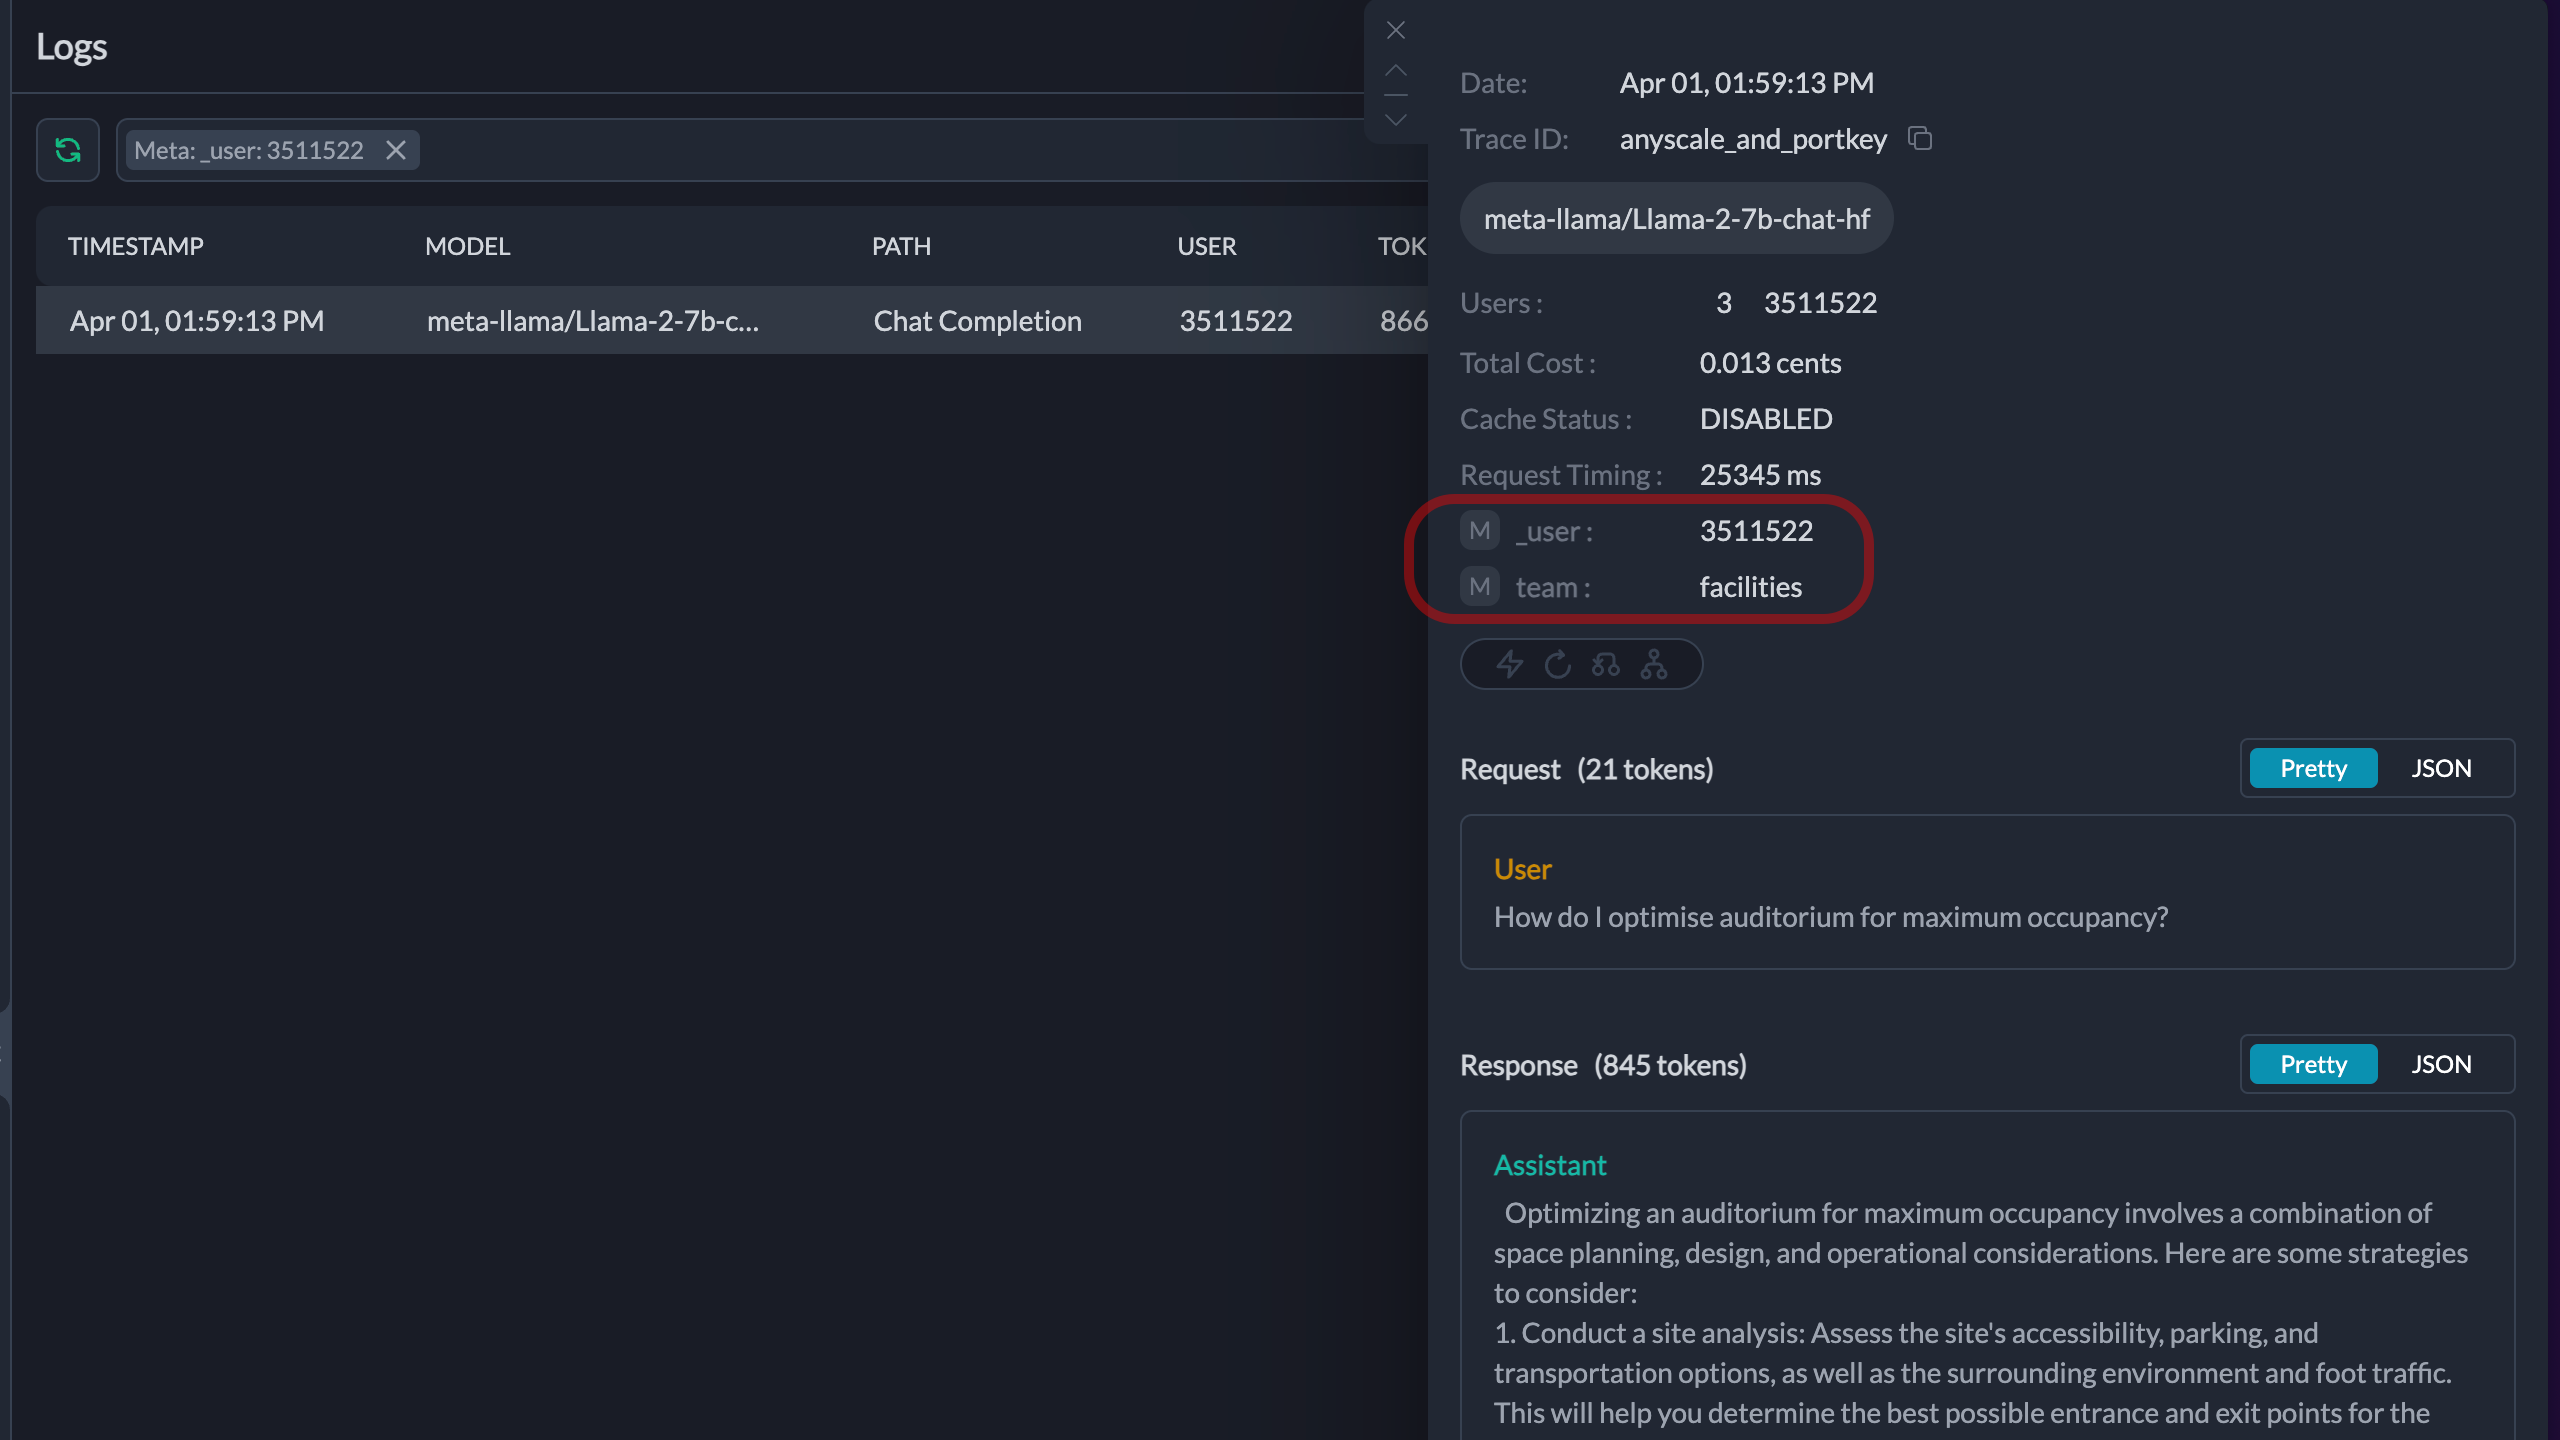 Logs
Meta: _user: 3511522
TIMESTAMP MODEL PATH USER TOK
Apr 01, 01:59:13 PM meta-llama/Llama-2-7b-c... Chat Completion 3511522 866
Date: Apr 01, 01:59:13 PM
Trace ID: anyscale_and_portkey
meta-llama/Llama-2-7b-chat-hf
Users : 3 3511522
Total Cost : 0.013 cents
Cache Status : DISABLED
Request Timing : 25345 ms
M _user : 3511522
M team : facilities
Request (21 tokens) Pretty JSON
User
How do I optimise auditorium for maximum occupancy?
Response (845 tokens) Pretty JSON
Assistant
Optimizing an auditorium for maximum occupancy involves a combination of
space planning, design, and operational considerations. Here are some strategies
to consider:
1. Conduct a site analysis: Assess the site's accessibility, parking, and
transportation options, as well as the surrounding environment and foot traffic.
This will help you determine the best possible entrance and exit points for the